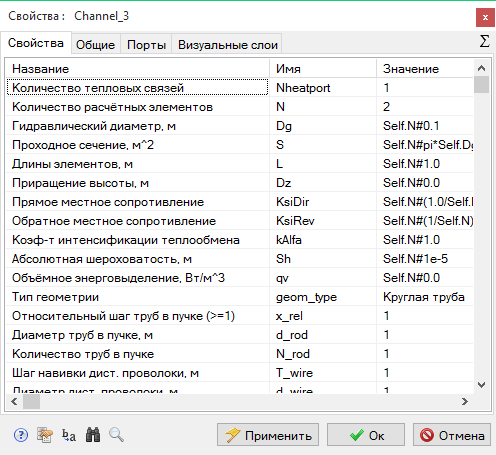 Свойства : Channel_3
Свойства Общие Порты Визуальные слои Σ
Название Имя Значение
Количество тепловых связей Nheatport 1
Количество расчётных элементов N 2
Гидравлический диаметр, м Dg Self.N#0.1
Проходное сечение, м^2 S Self.N#pi*Self.Dg
Длины элементов, м L Self.N#1.0
Приращение высоты, м Dz Self.N#0.0
Прямое местное сопротивление KsiDir Self.N#(1.0/Self.
Обратное местное сопротивление KsiRev Self.N#(1/Self.N)
Коэф-т интенсификации теплообмена kAlfa Self.N#1.0
Абсолютная шероховатость, м Sh Self.N#1e-5
Объёмное энерговыделение, Вт/м^3 qv Self.N#0.0
Тип геометрии geom_type Круглая труба
Относительный шаг труб в пучке (>=1) x_rel 1
Диаметр труб в пучке, м d_rod 1
Количество труб в пучке N_rod 1
Шаг навивки дист. проволоки, м T_wire 1
Диаметр дист. проволоки, м d_wire 1
Применить Ок Отмена